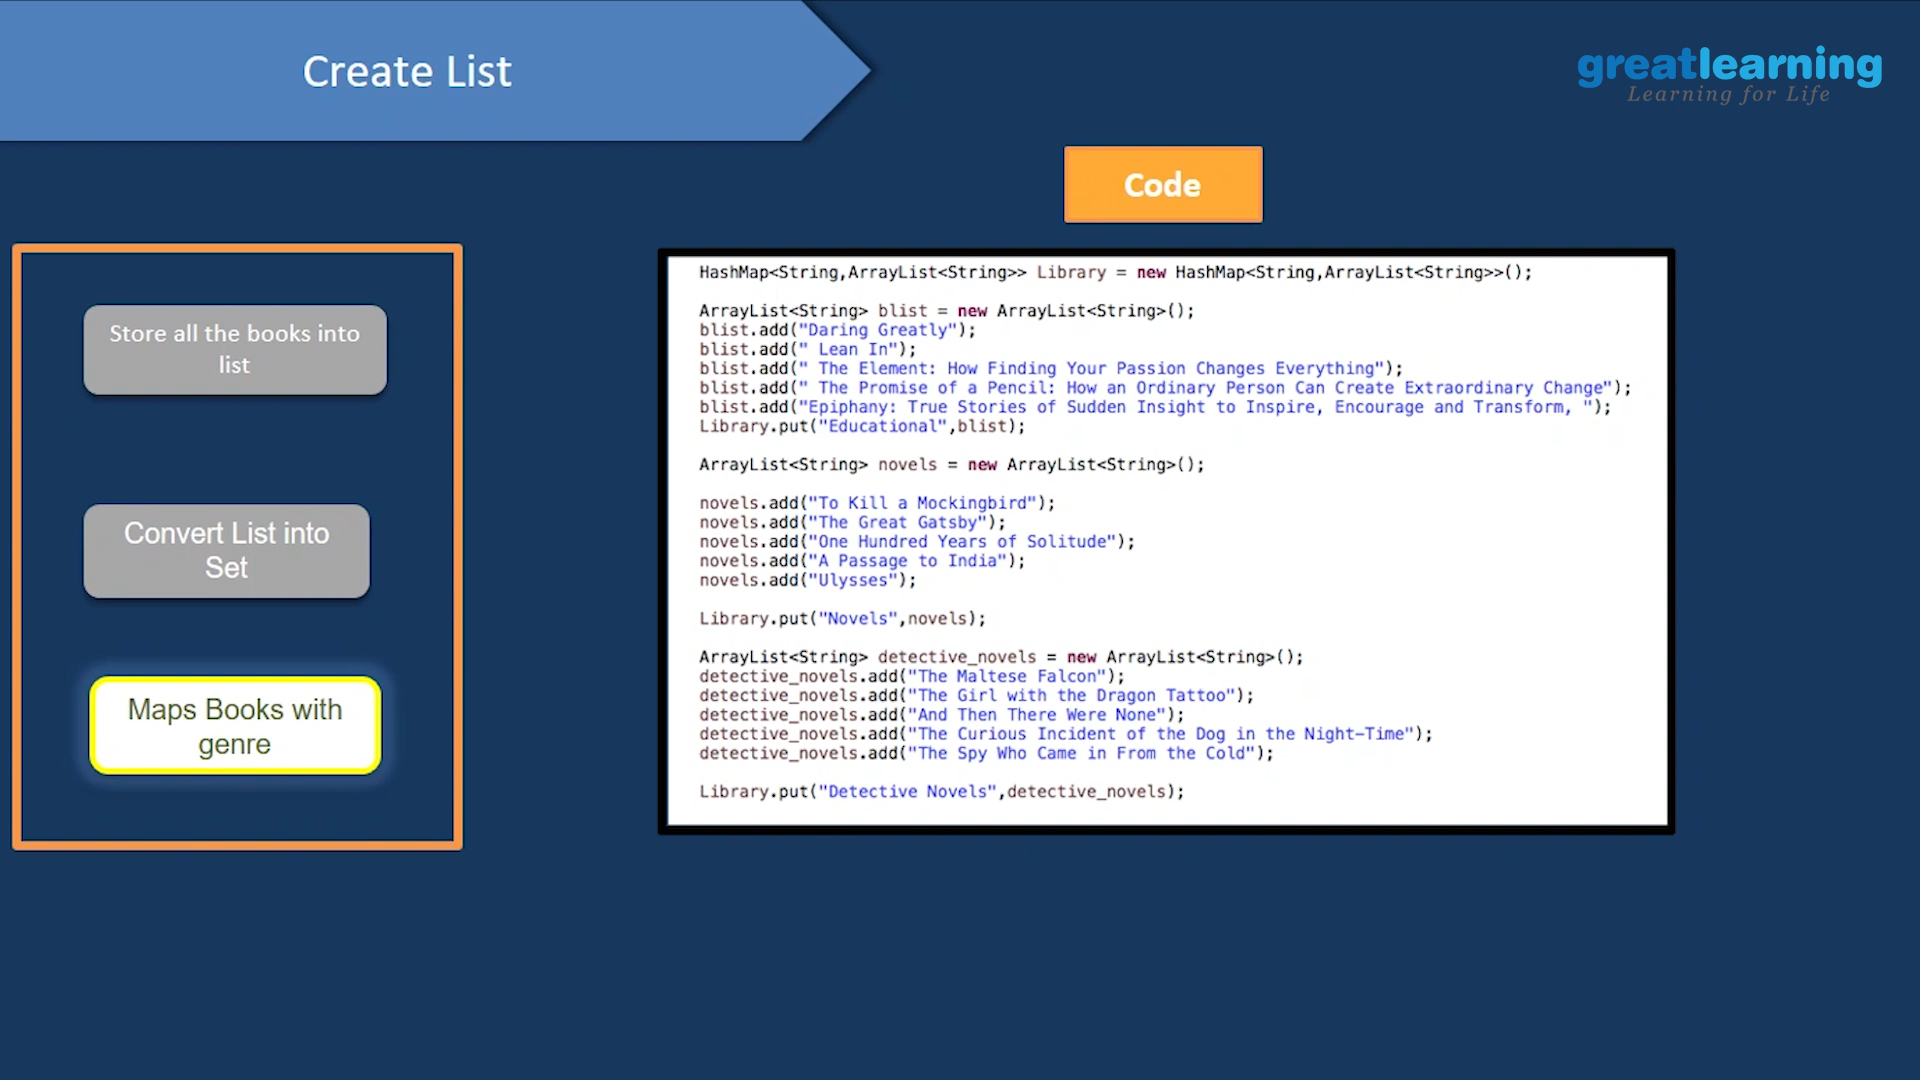 Create List
greatlearning
Learning for Life
Code
Store all the books into
list
Convert List into
Set
Maps Books with
genre
HashMap<String,ArrayList<String>> Library = new HashMap<String,ArrayList<String>>();
ArrayList<String> blist = new ArrayList<String>();
blist.add("Daring Greatly");
blist.add(" Lean In");
blist.add(" The Element: How Finding Your Passion Changes Everything");
blist.add(" The Promise of a Pencil: How an Ordinary Person Can Create Extraordinary Change");
blist.add("Epiphany: True Stories of Sudden Insight to Inspire, Encourage and Transform, ");
Library.put("Educational",blist);
ArrayList<String> novels = new ArrayList<String>();
novels.add("To Kill a Mockingbird");
novels.add("The Great Gatsby");
novels.add("One Hundred Years of Solitude");
novels.add("A Passage to India");
novels.add("Ulysses");
Library.put("Novels",novels);
ArrayList<String> detective_novels = new ArrayList<String>();
detective_novels.add("The Maltese Falcon");
detective_novels.add("The Girl with the Dragon Tattoo");
detective_novels.add("And Then There Were None");
detective_novels.add("The Curious Incident of the Dog in the Night-Time");
detective_novels.add("The Spy Who Came in From the Cold");
Library.put("Detective Novels",detective_novels);